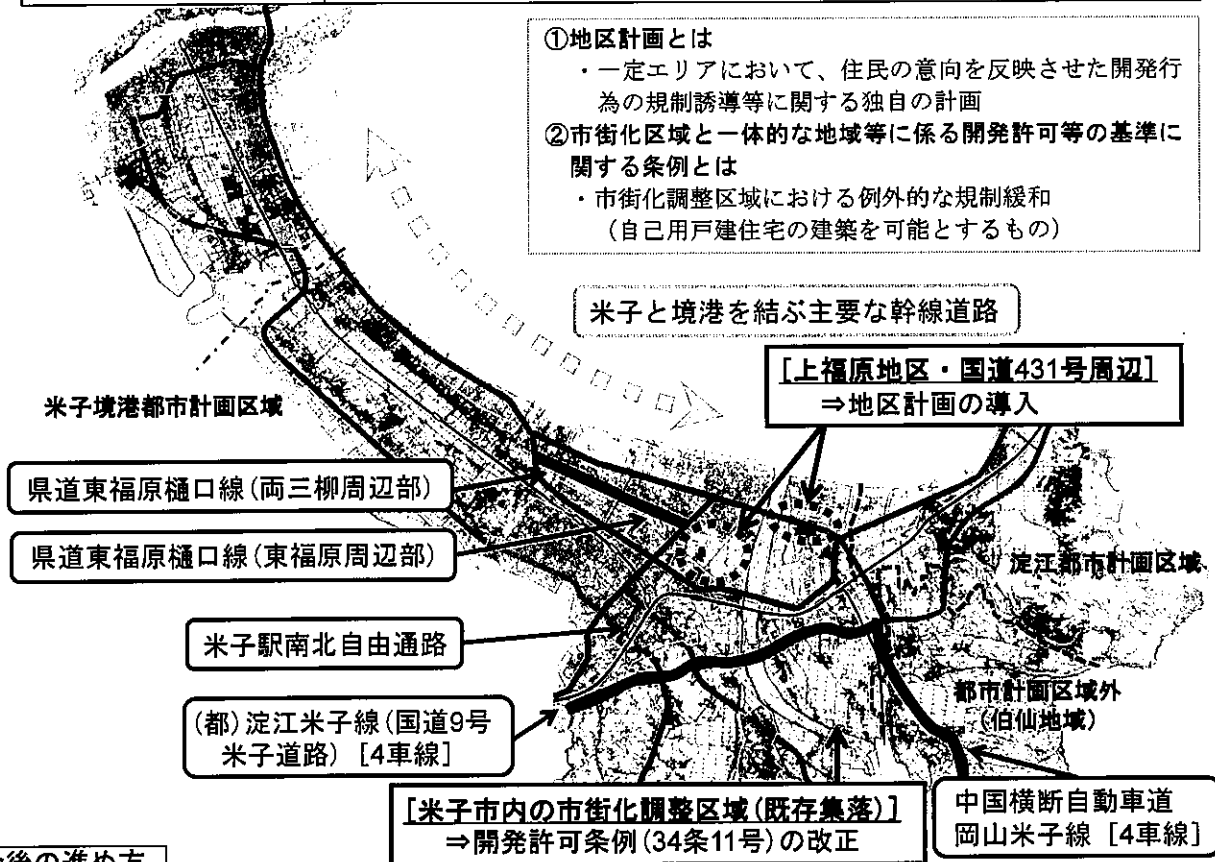 ①地区計画とは
・一定エリアにおいて、住民の意向を反映させた開発行
為の規制誘導等に関する独自の計画
②市街化区域と一体的な地域等に係る開発許可等の基準に
関する条例とは
・市街化調整区域における例外的な規制緩和
(自己用戸建住宅の建築を可能とするもの)
米子と境港を結ぶ主要な幹線道路
[上福原地区・国道431号周辺]
⇒地区計画の導入
米子境港都市計画区域
県道東福原樋口線(両三柳周辺部)
県道東福原樋口線(東福原周辺部)
淀江都市計画区域
米子駅南北自由通路
都市計画区域外
(伯仙地域)
(都)淀江米子線(国道9号
米子道路) [4車線]
[米子市内の市街化調整区域(既存集落)]
⇒開発許可条例(34条11号)の改正
中国横断自動車道
岡山米子線 [4車線]
後の進め方